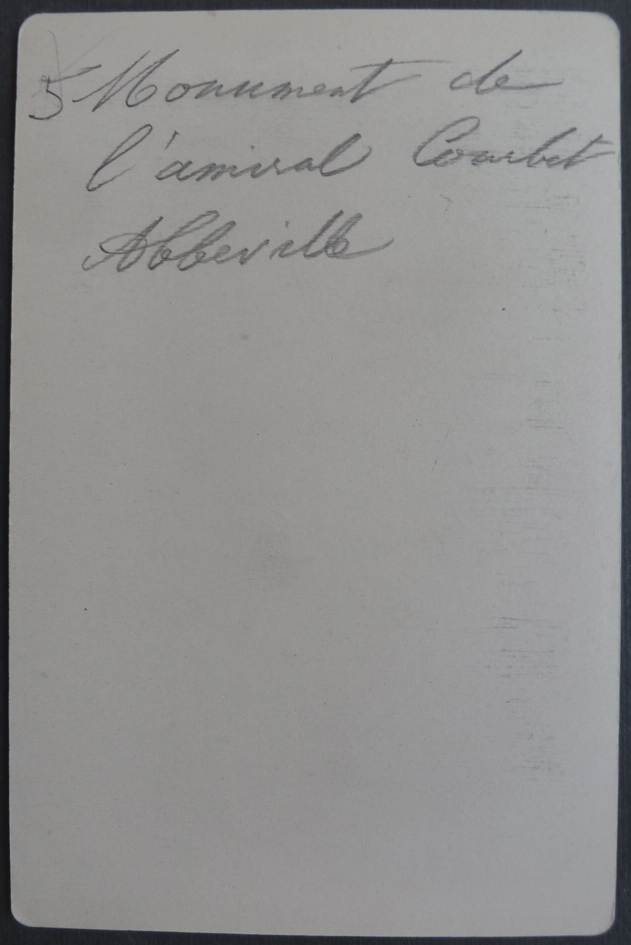 5 Monument de
l'amiral Courbet
Abbeville